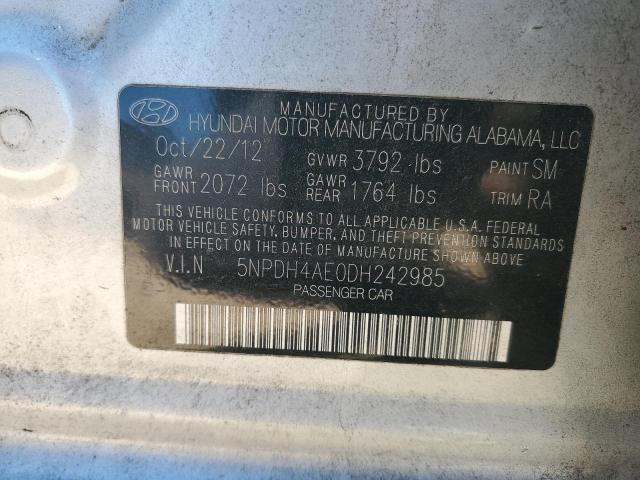 MANUFACTURED BY
HYUNDAI MOTOR MANUFACTURING ALABAMA, LLC
Oct/22/12 GVWR 3792 lbs PAINT SM
GAWR FRONT 2072 lbs GAWR REAR 1764 lbs TRIM RA
THIS VEHICLE CONFORMS TO ALL APPLICABLE U.S.A. FEDERAL
MOTOR VEHICLE SAFETY, BUMPER, AND THEFT PREVENTION STANDARDS
IN EFFECT ON THE DATE OF MANUFACTURE SHOWN ABOVE
V.I.N 5NPDH4AE0DH242985
PASSENGER CAR